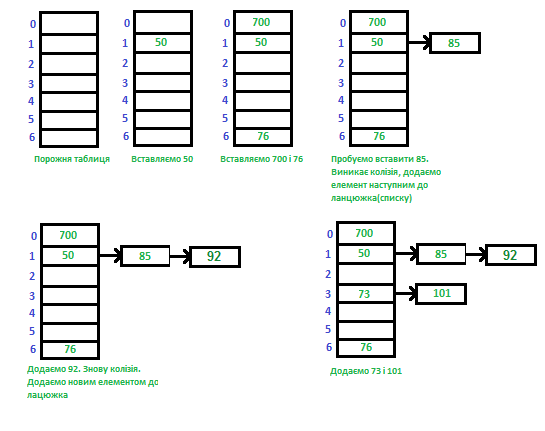 0 700
1 50
2
3
4
5
6 76
0
1 50
2
3
4
5
6
0 700
1 50
2
3
4
5
6 76
0 700
1 50 85
2
3
4
5
6 76
Порожня таблиця
Вставляємо 50
Вставляємо 700 і 76
Пробуємо вставити 85.
Виникає колізія, додаємо
елемент наступним до
ланцюжка(списку)
0 700
1 50 85 92
2
3
4
5
6 76
Додаємо 92. Знову колізія.
Додаємо новим елементом до
лацюжка
0 700
1 50 85 92
2
3 73 101
4
5
6 76
Додаємо 73 і 101